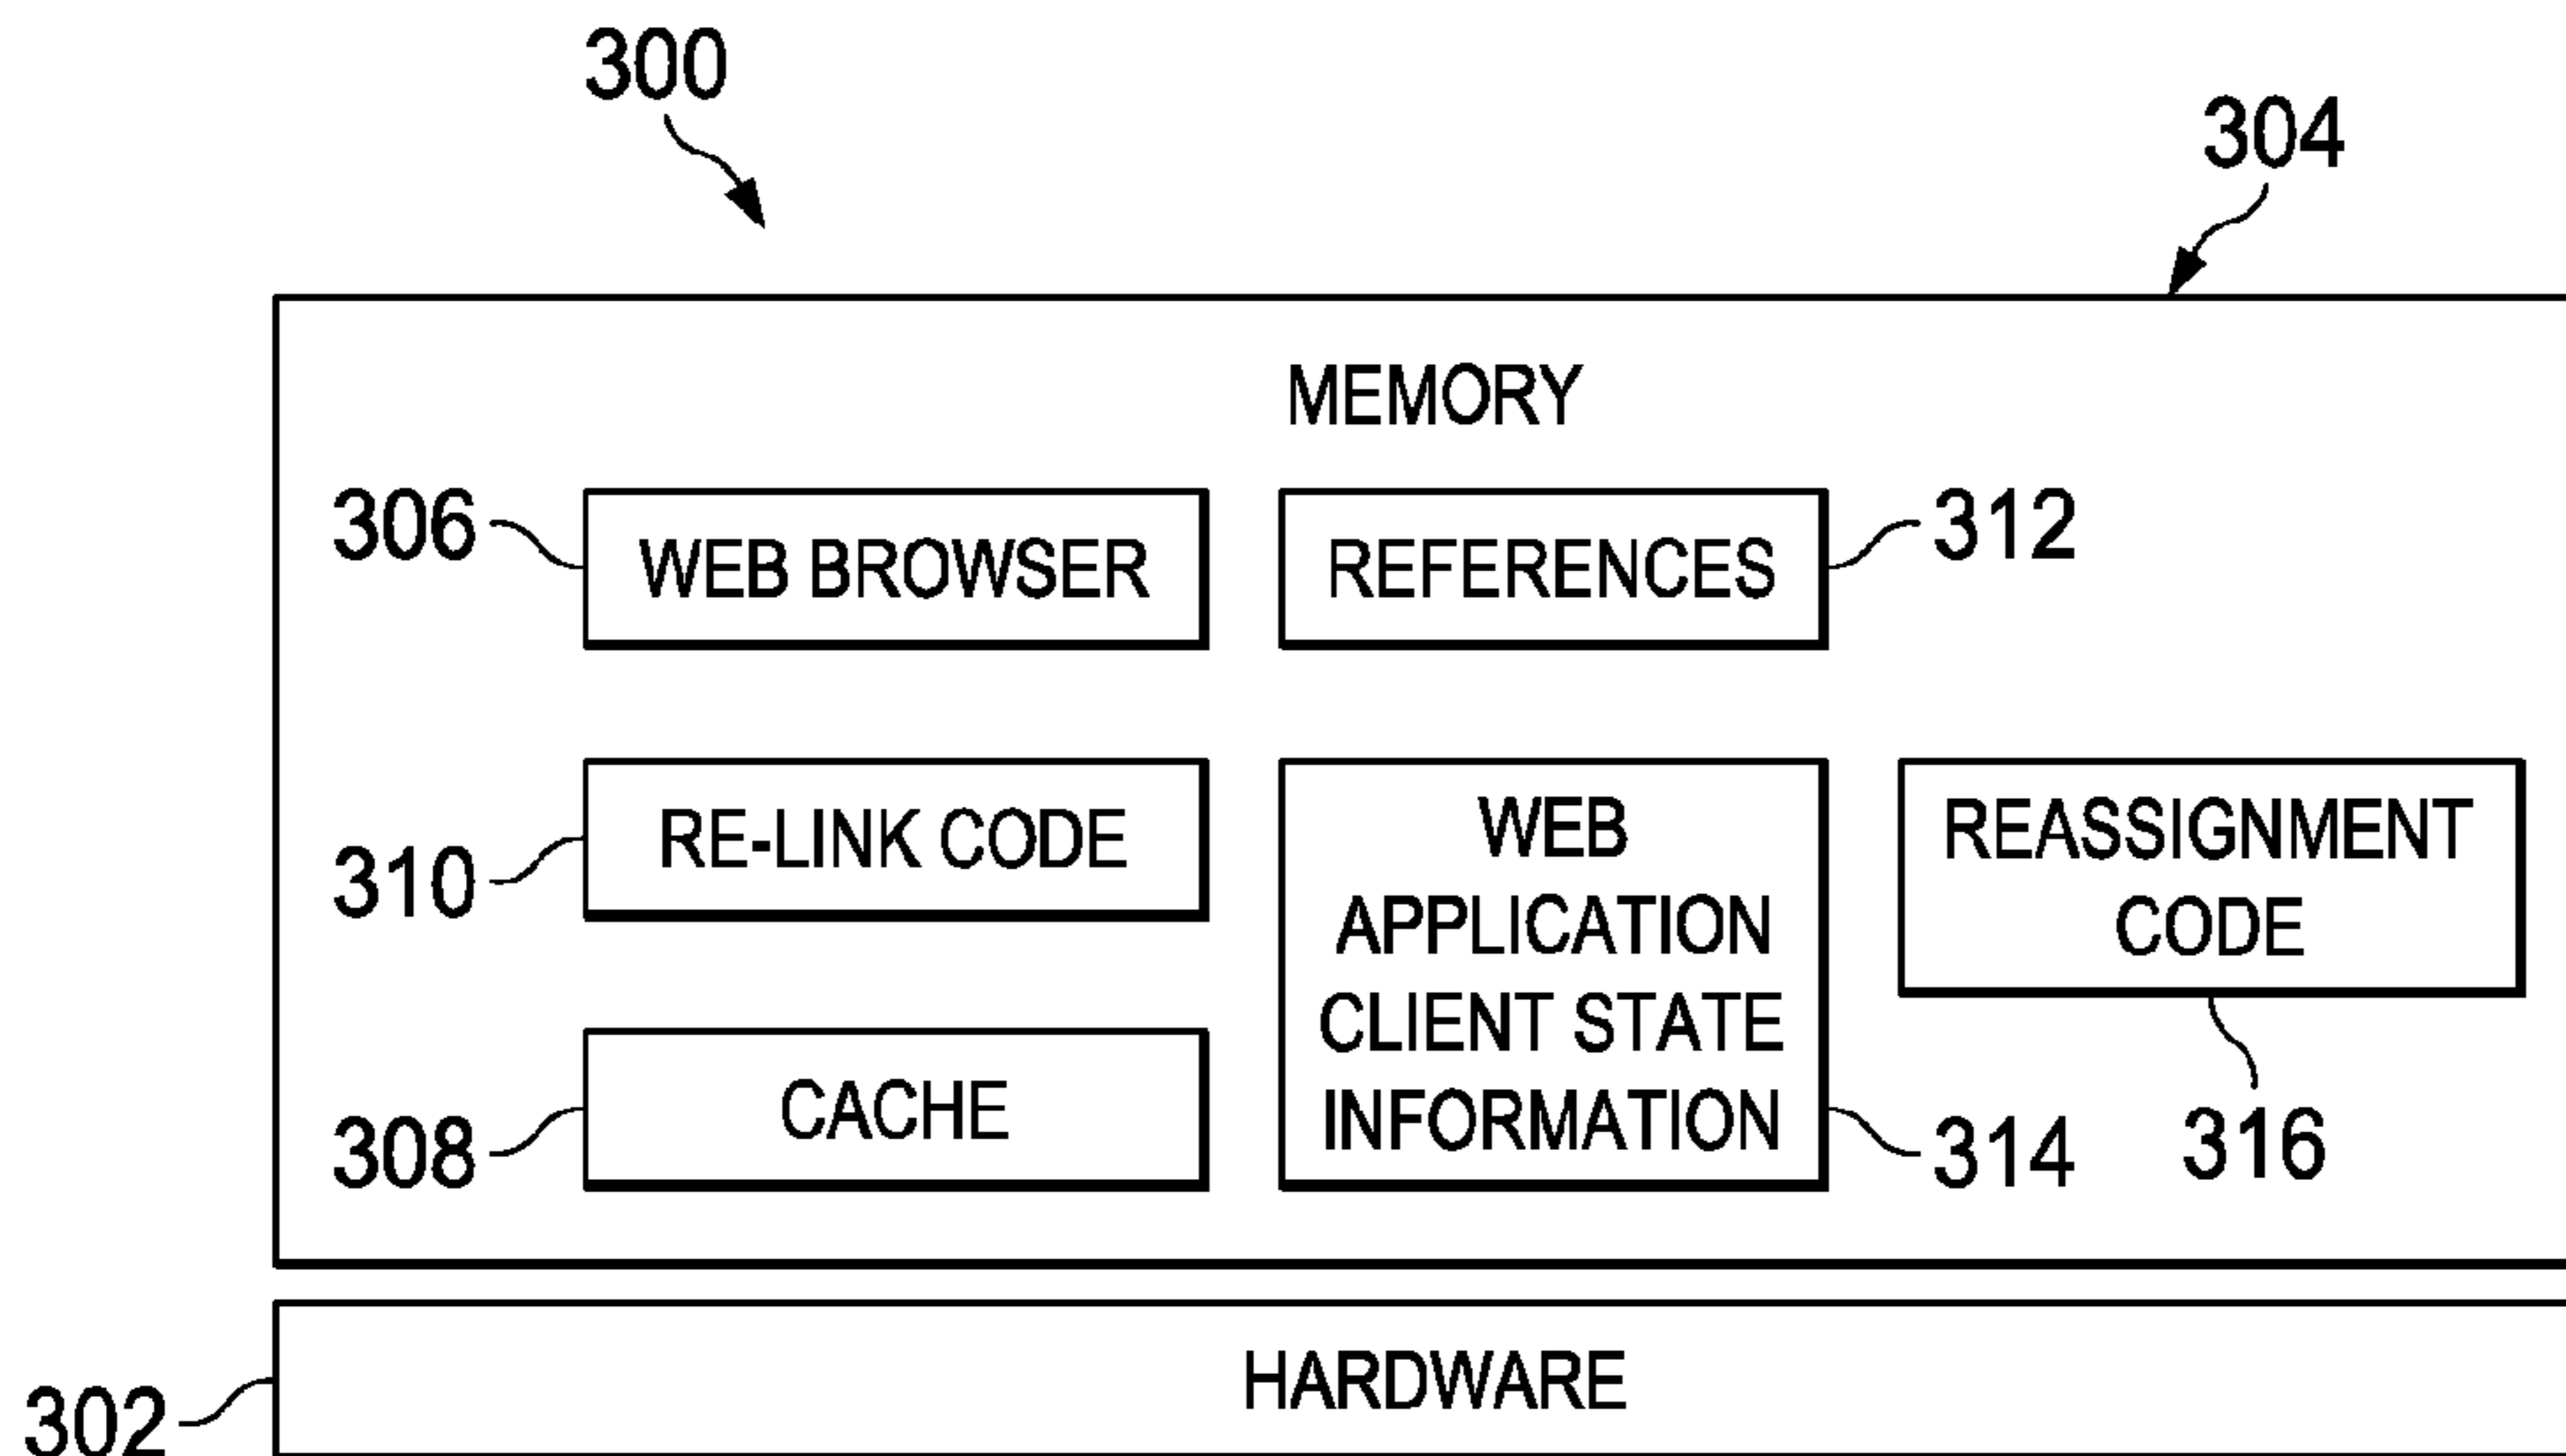 300
304
MEMORY
306
WEB BROWSER
REFERENCES
312
310
RE-LINK CODE
WEB
APPLICATION
CLIENT STATE
INFORMATION
REASSIGNMENT
CODE
308
CACHE
314
316
302
HARDWARE